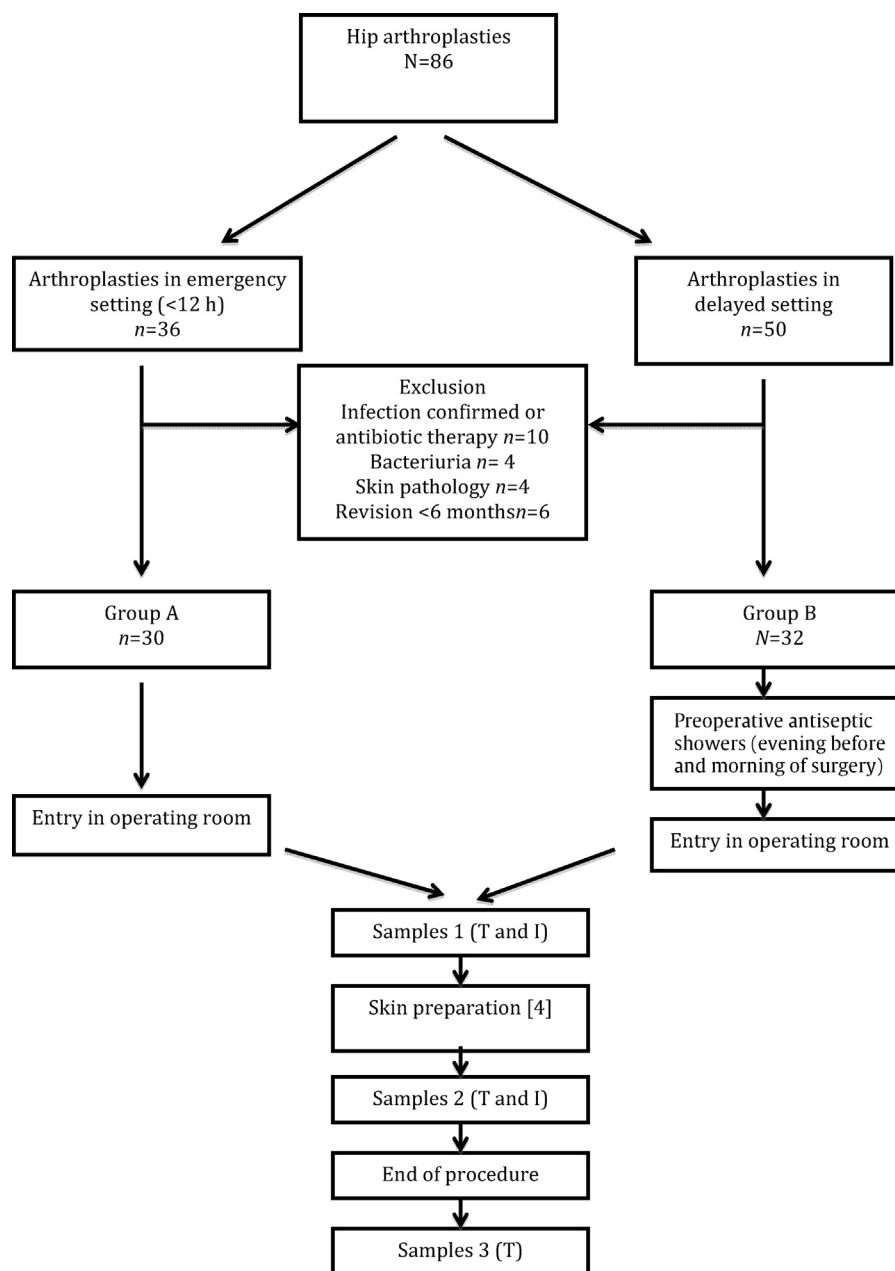 Hip arthroplasties
N=86
Arthroplasties in emergency
setting (<12 h)
n=36
Arthroplasties in
delayed setting
n=50
Exclusion
Infection confirmed or
antibiotic therapy n=10
Bacteriuria n= 4
Skin pathology n=4
Revision <6 monthsn=6
Group A
n=30
Group B
N=32
Preoperative antiseptic
showers (evening before
and morning of surgery)
Entry in operating room
Entry in operating room
Samples 1 (T and I)
Skin preparation [4]
Samples 2 (T and I)
End of procedure
Samples 3 (T)